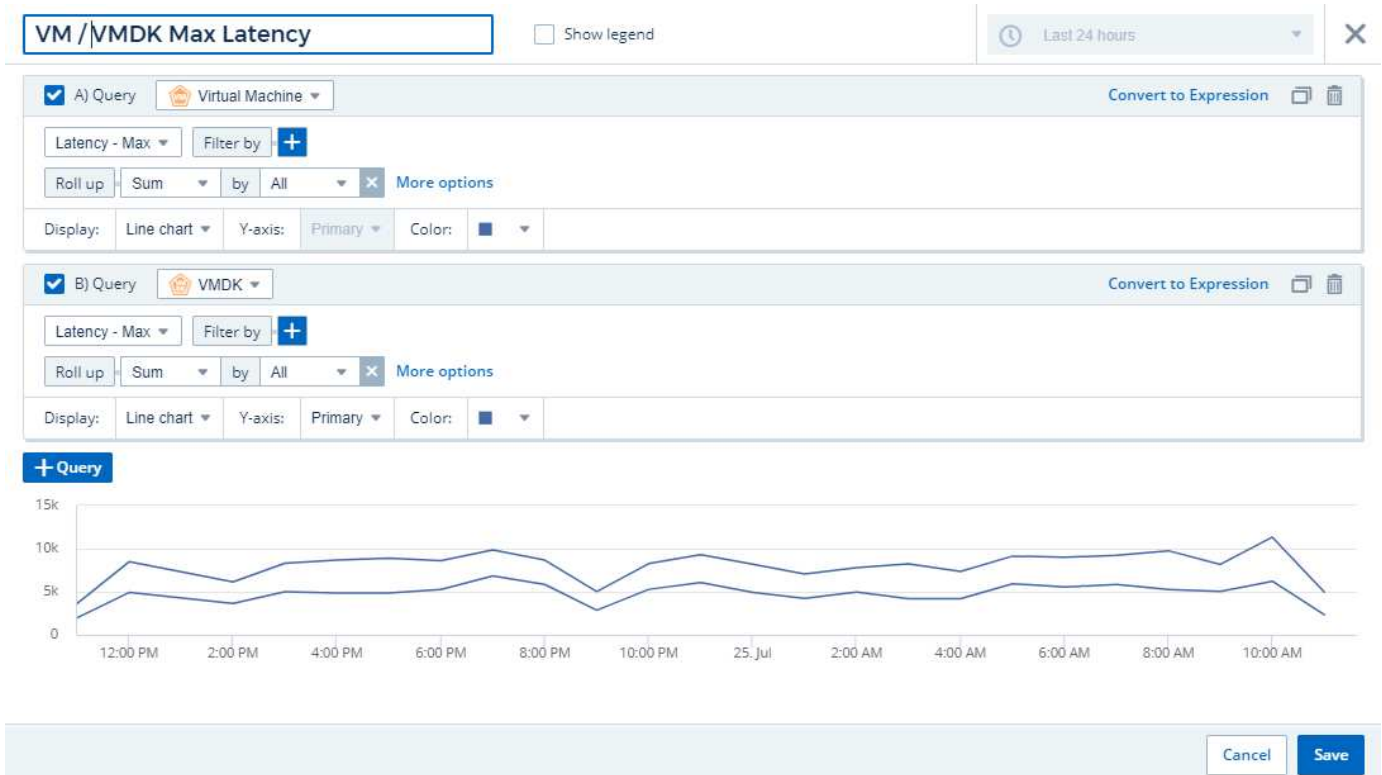 VM / VMDK Max Latency Show legend Last 24 hours
A) Query Virtual Machine Convert to Expression
Latency - Max Filter by +
Roll up Sum by All × More options
Display: Line chart Y-axis: Primary Color:
B) Query VMDK Convert to Expression
Latency - Max Filter by +
Roll up Sum by All × More options
Display: Line chart Y-axis: Primary Color:
+ Query
15k
10k
5k
0
12:00 PM 2:00 PM 4:00 PM 6:00 PM 8:00 PM 10:00 PM 25. Jul 2:00 AM 4:00 AM 6:00 AM 8:00 AM 10:00 AM
Cancel Save